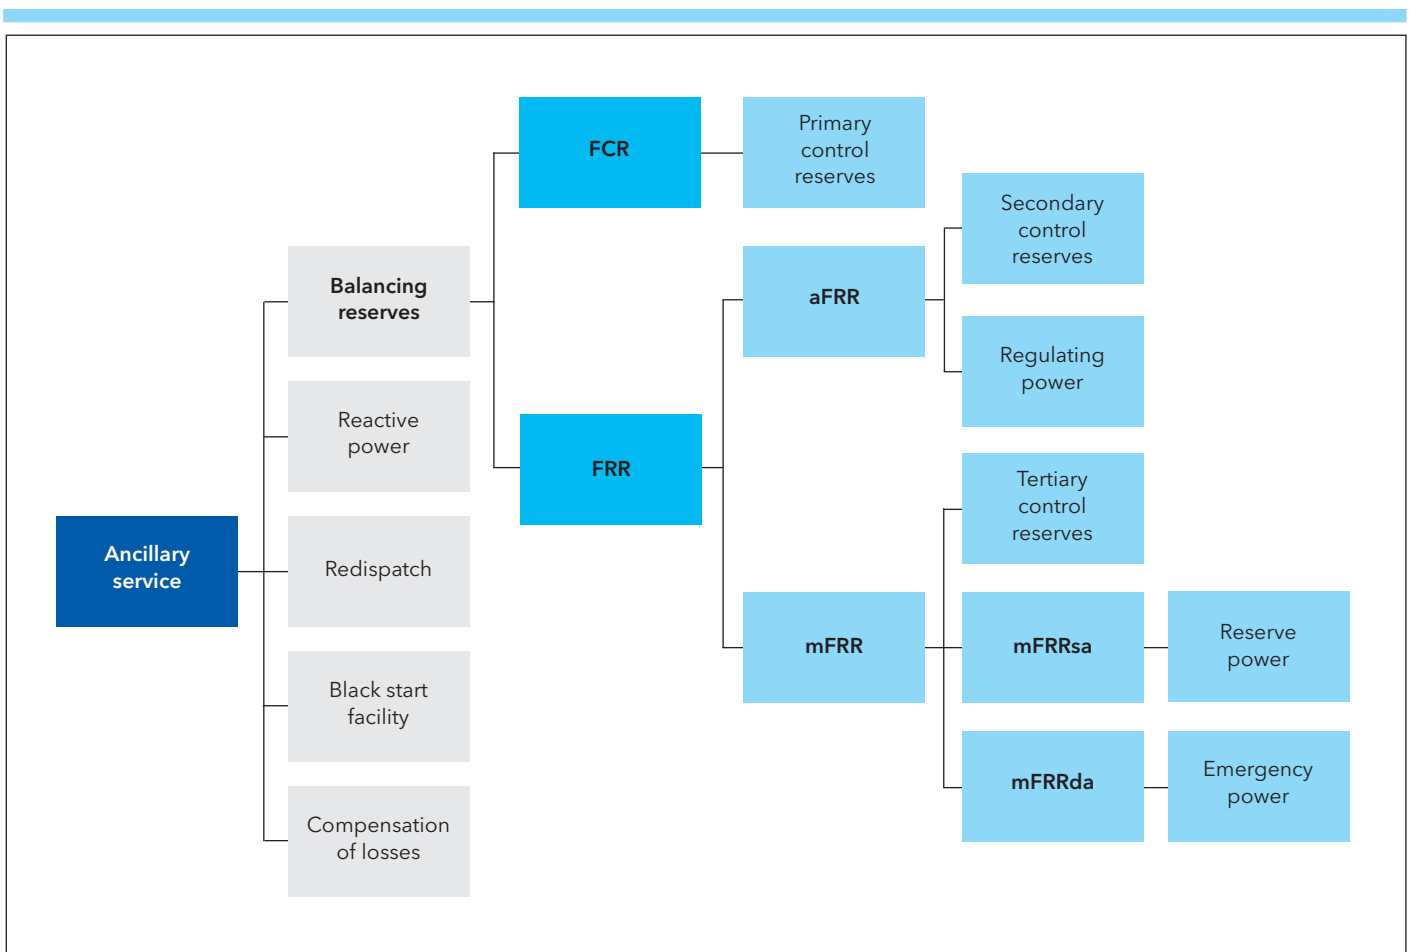 Ancillary
service
Balancing
reserves
Reactive
power
Redispatch
Black start
facility
Compensation
of losses
FCR
FRR
Primary
control
reserves
aFRR
mFRR
Secondary
control
reserves
Regulating
power
Tertiary
control
reserves
mFRRsa
mFRRda
Reserve
power
Emergency
power